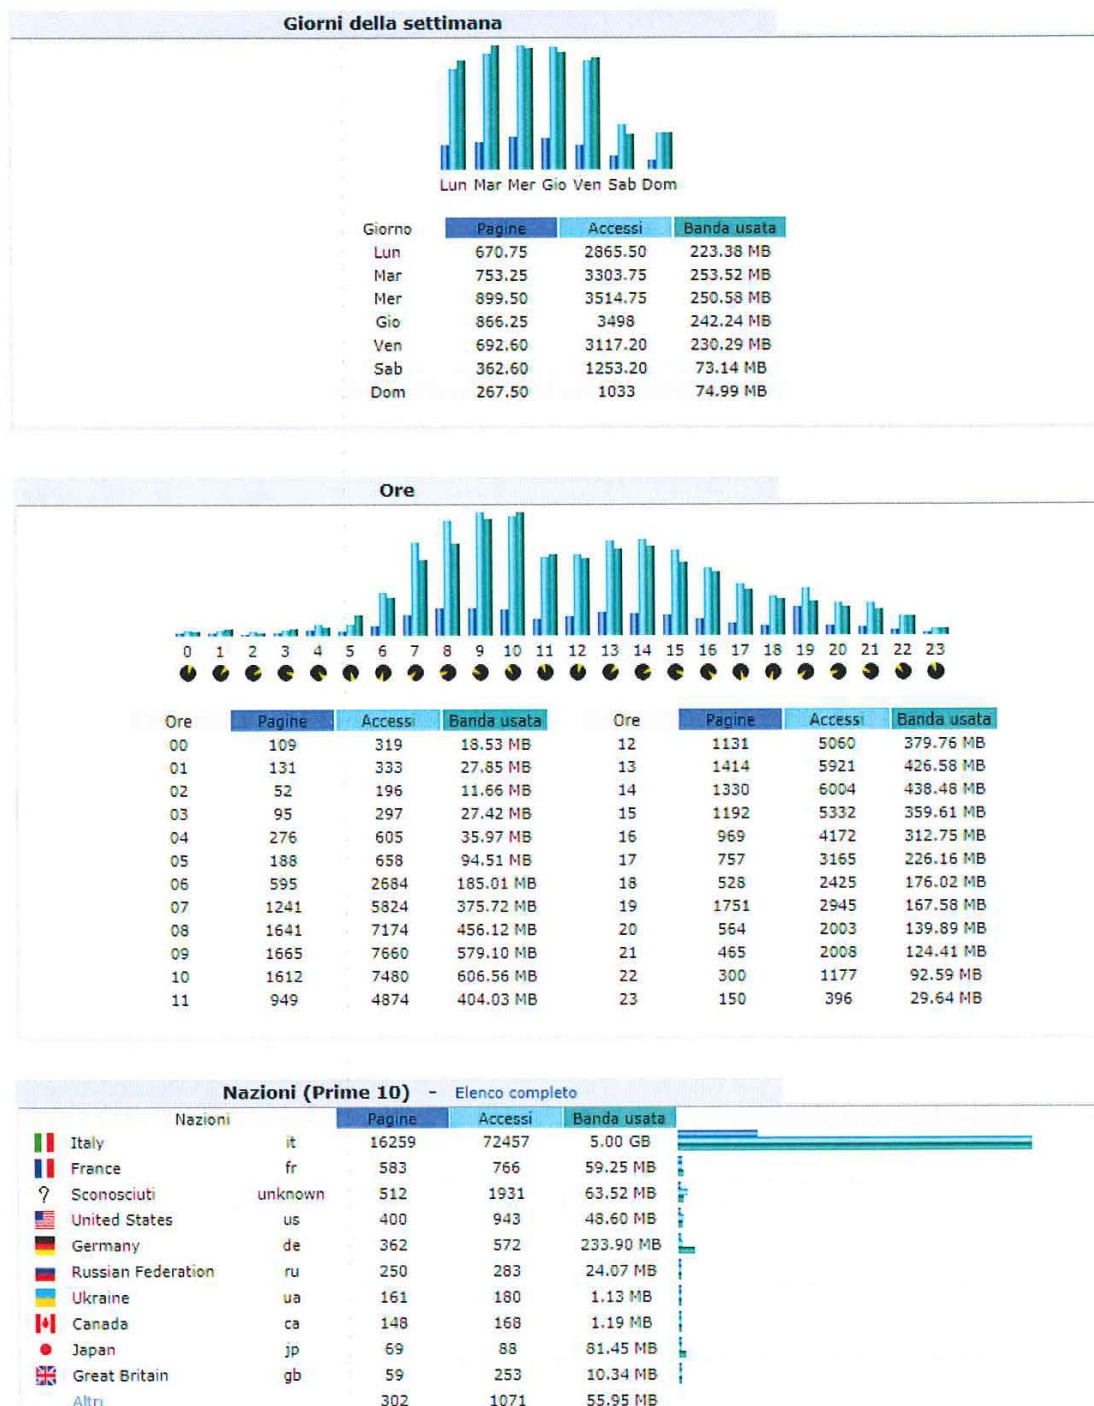 Giorni della settimana
Lun Mar Mer Gio Ven Sab Dom
Giorno Pagine Accessi Banda usata
Lun 670.75 2865.50 223.38 MB
Mar 753.25 3303.75 253.52 MB
Mer 899.50 3514.75 250.58 MB
Gio 866.25 3498 242.24 MB
Ven 692.60 3117.20 230.29 MB
Sab 362.60 1253.20 73.14 MB
Dom 267.50 1033 74.99 MB
Ore
0 1 2 3 4 5 6 7 8 9 10 11 12 13 14 15 16 17 18 19 20 21 22 23
Ore Pagine Accessi Banda usata Ore Pagine Accessi Banda usata
00 109 319 18.53 MB 12 1131 5060 379.76 MB
01 131 333 27.85 MB 13 1414 5921 426.58 MB
02 52 196 11.66 MB 14 1330 6004 438.48 MB
03 95 297 27.42 MB 15 1192 5332 359.61 MB
04 276 605 35.97 MB 16 969 4172 312.75 MB
05 188 658 94.51 MB 17 757 3165 226.16 MB
06 595 2684 185.01 MB 18 528 2425 176.02 MB
07 1241 5824 375.72 MB 19 1751 2945 167.58 MB
08 1641 7174 456.12 MB 20 564 2003 139.89 MB
09 1665 7660 579.10 MB 21 465 2008 124.41 MB
10 1612 7480 606.56 MB 22 300 1177 92.59 MB
11 949 4874 404.03 MB 23 150 396 29.64 MB
Nazioni (Prime 10) - Elenco completo
Nazioni Pagine Accessi Banda usata
Italy it 16259 72457 5.00 GB
France fr 583 766 59.25 MB
? Sconosciuti unknown 512 1931 63.52 MB
United States us 400 943 48.60 MB
Germany de 362 572 233.90 MB
Russian Federation ru 250 283 24.07 MB
Ukraine ua 161 180 1.13 MB
Canada ca 148 168 1.19 MB
Japan jp 69 88 81.45 MB
Great Britain gb 59 253 10.34 MB
Altri 302 1071 55.95 MB